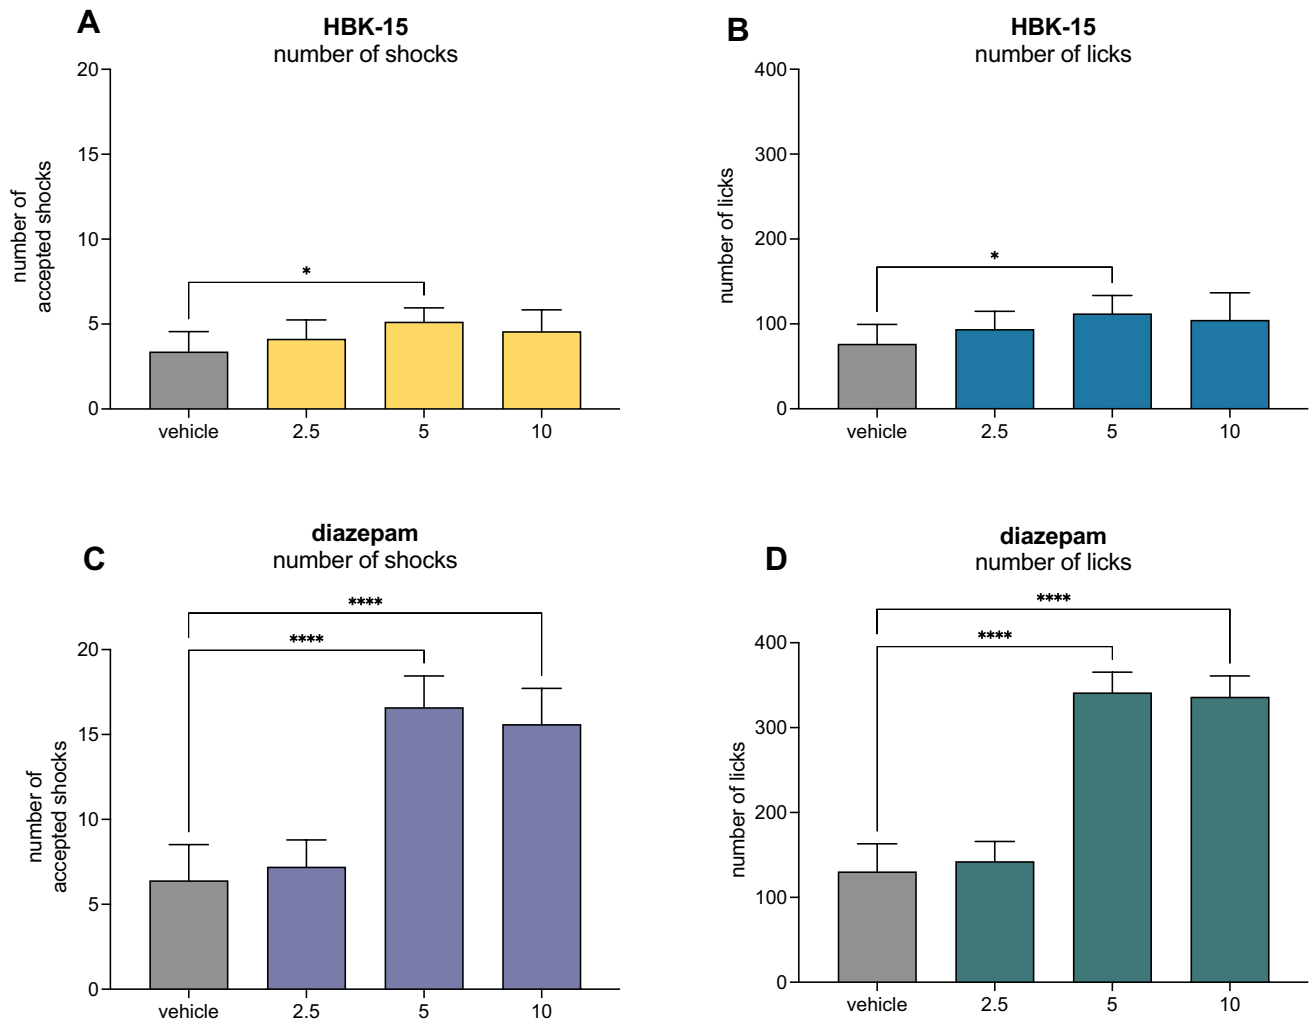 A
HBK-15
number of shocks
number of
accepted shocks
20
15
10
5
0
*
vehicle
2.5
5
10
B
HBK-15
number of licks
number of licks
400
300
200
100
0
*
vehicle
2.5
5
10
C
diazepam
number of shocks
number of
accepted shocks
20
15
10
5
0
****
****
vehicle
2.5
5
10
D
diazepam
number of licks
number of licks
400
300
200
100
0
****
****
vehicle
2.5
5
10